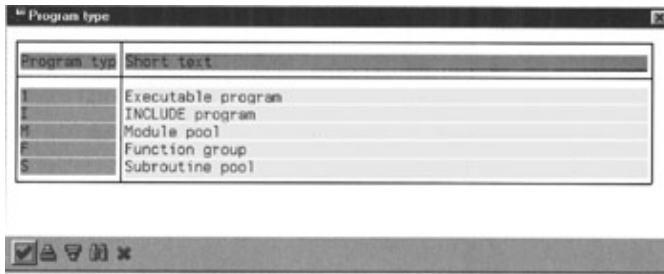 Program type
Program typ Short text
1 Executable program
I INCLUDE program
M Module pool
F Function group
S Subroutine pool